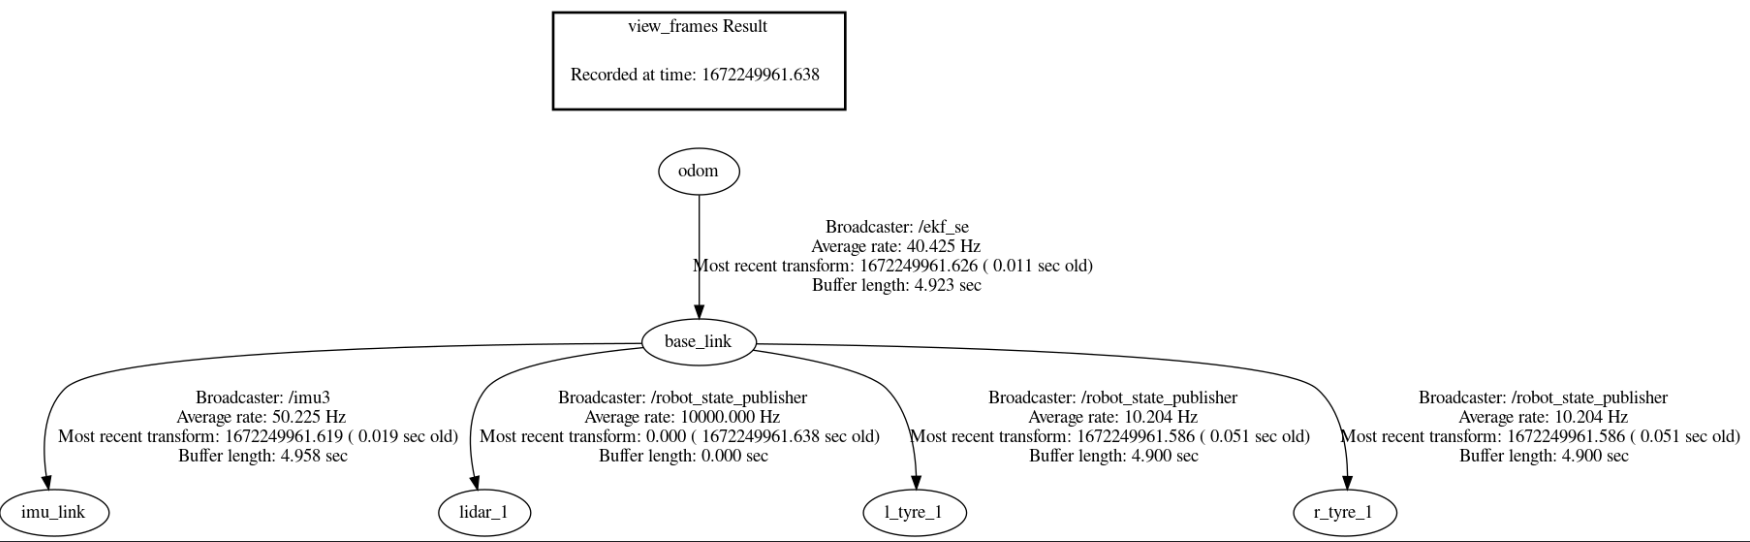 view_frames Result
Recorded at time: 1672249961.638
odom
Broadcaster: /ekf_se
Average rate: 40.425 Hz
Most recent transform: 1672249961.626 ( 0.011 sec old)
Buffer length: 4.923 sec
base_link
Broadcaster: /imu3
Average rate: 50.225 Hz
Most recent transform: 1672249961.619 ( 0.019 sec old)
Buffer length: 4.958 sec
Broadcaster: /robot_state_publisher
Average rate: 10000.000 Hz
Most recent transform: 0.000 ( 1672249961.638 sec old)
Buffer length: 0.000 sec
Broadcaster: /robot_state_publisher
Average rate: 10.204 Hz
Most recent transform: 1672249961.586 ( 0.051 sec old)
Buffer length: 4.900 sec
Broadcaster: /robot_state_publisher
Average rate: 10.204 Hz
Most recent transform: 1672249961.586 ( 0.051 sec old)
Buffer length: 4.900 sec
imu_link
lidar_1
l_tyre_1
r_tyre_1